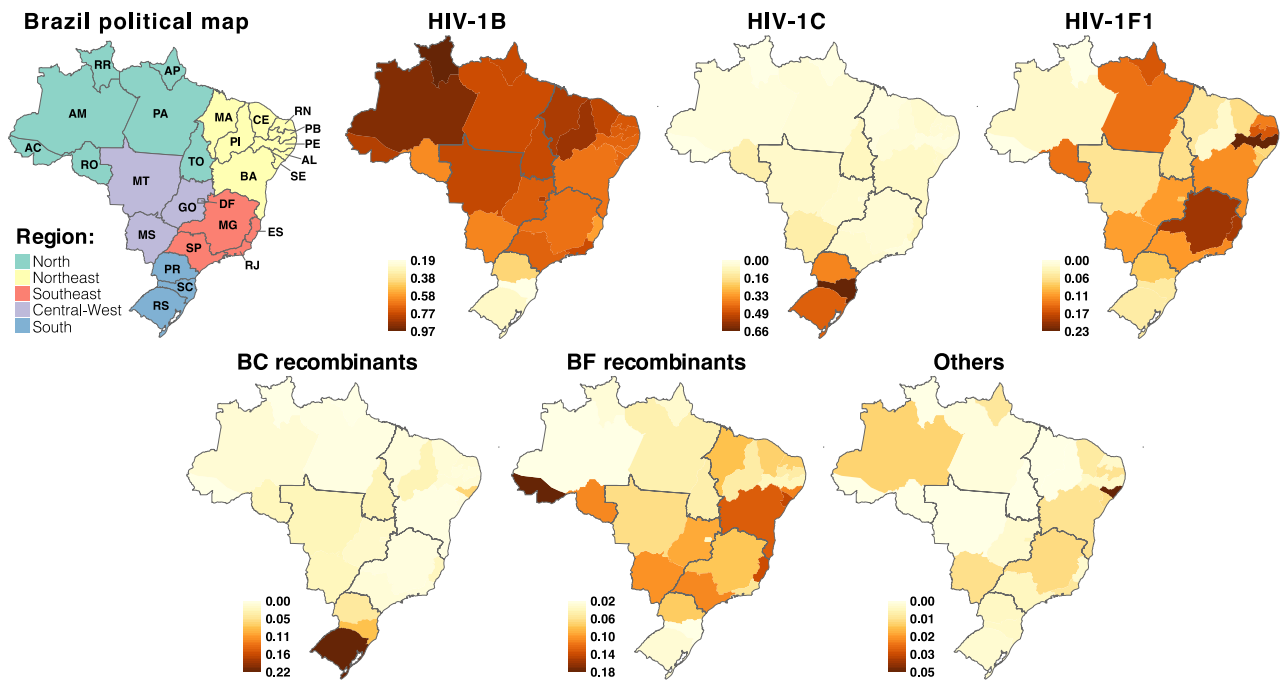 Brazil political map
HIV-1B
HIV-1C
HIV-1F1
RR
AP
AM
PA
MA
CE
RN
PB
PI
PE
AC
RO
TO
AL
SE
MT
BA
GO
DF
MG
ES
MS
SP
RJ
PR
SC
RS
Region:
North
Northeast
Southeast
Central-West
South
0.19
0.38
0.58
0.77
0.97
0.00
0.16
0.33
0.49
0.66
0.00
0.06
0.11
0.17
0.23
BC recombinants
BF recombinants
Others
0.00
0.05
0.11
0.16
0.22
0.02
0.06
0.10
0.14
0.18
0.00
0.01
0.02
0.03
0.05